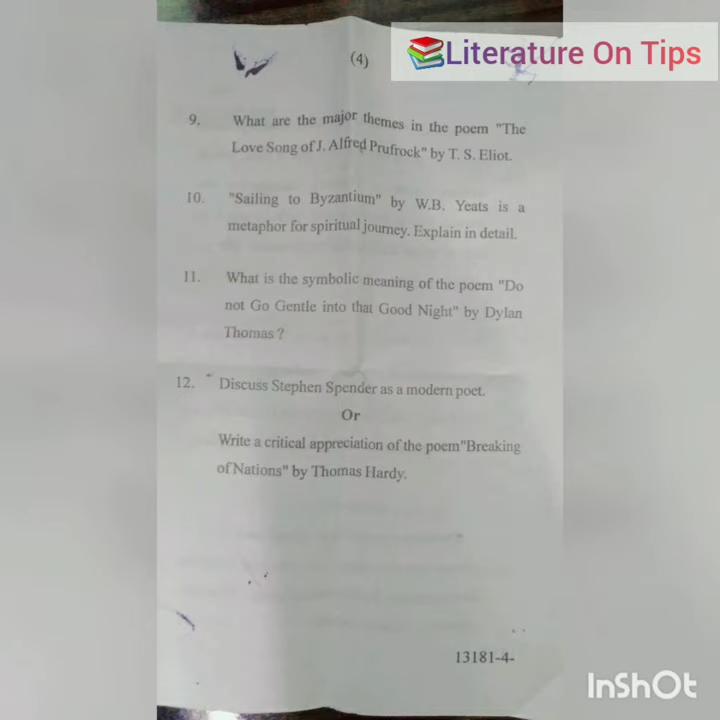 Literature On Tips
(4)
9. What are the major themes in the poem "The
Love Song of J. Alfred Prufrock" by T. S. Eliot.
10. "Sailing to Byzantium" by W.B. Yeats is a
metaphor for spiritual journey. Explain in detail.
11. What is the symbolic meaning of the poem "Do
not Go Gentle into that Good Night" by Dylan
Thomas ?
12. Discuss Stephen Spender as a modern poet.
Or
Write a critical appreciation of the poem"Breaking
of Nations" by Thomas Hardy.
13181-4-
InShOt